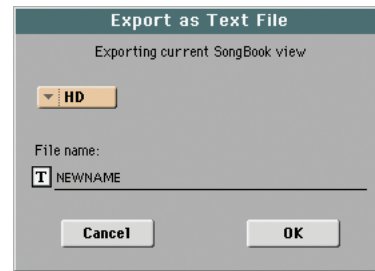 Export as Text File
Exporting current SongBook view
HD
File name:
T NEWNAME
Cancel OK